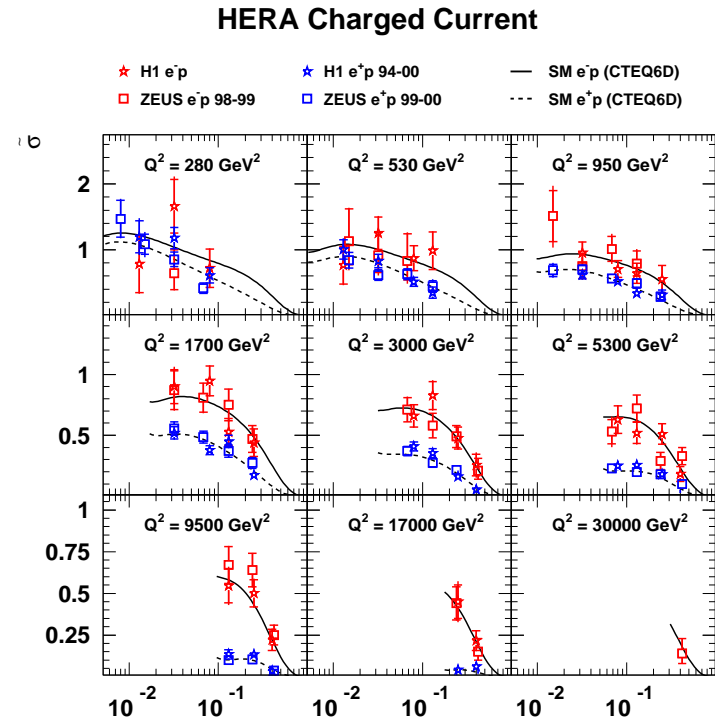 HERA Charged Current
H1 e⁻p H1 e⁺p 94-00 SM e⁻p (CTEQ6D)
ZEUS e⁻p 98-99 ZEUS e⁺p 99-00 SM e⁺p (CTEQ6D)
σ̃
Q² = 280 GeV² Q² = 530 GeV² Q² = 950 GeV²
2
1
Q² = 1700 GeV² Q² = 3000 GeV² Q² = 5300 GeV²
1
0.5
Q² = 9500 GeV² Q² = 17000 GeV² Q² = 30000 GeV²
1
0.75
0.5
0.25
10⁻² 10⁻¹ 10⁻² 10⁻¹ 10⁻² 10⁻¹